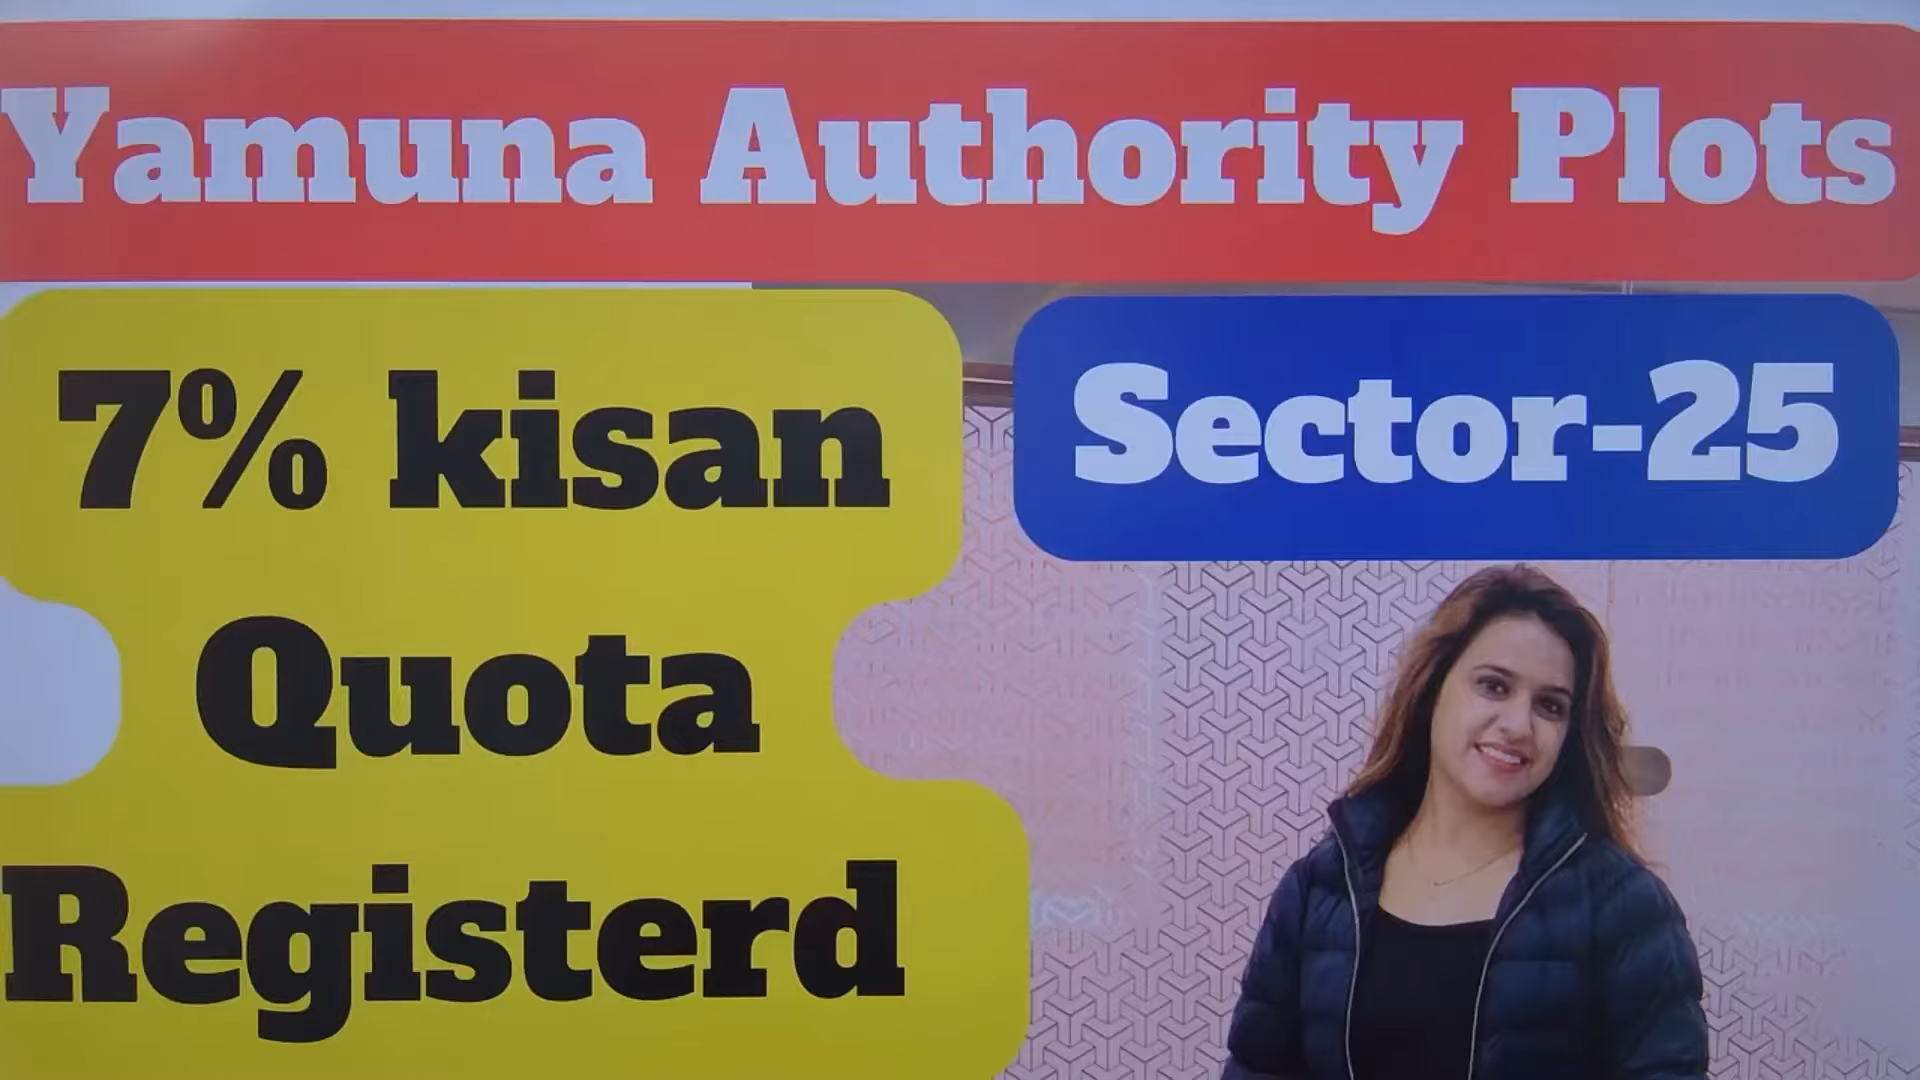 Yamuna Authority Plots
7% kisan
Quota
Registerd
Sector-25